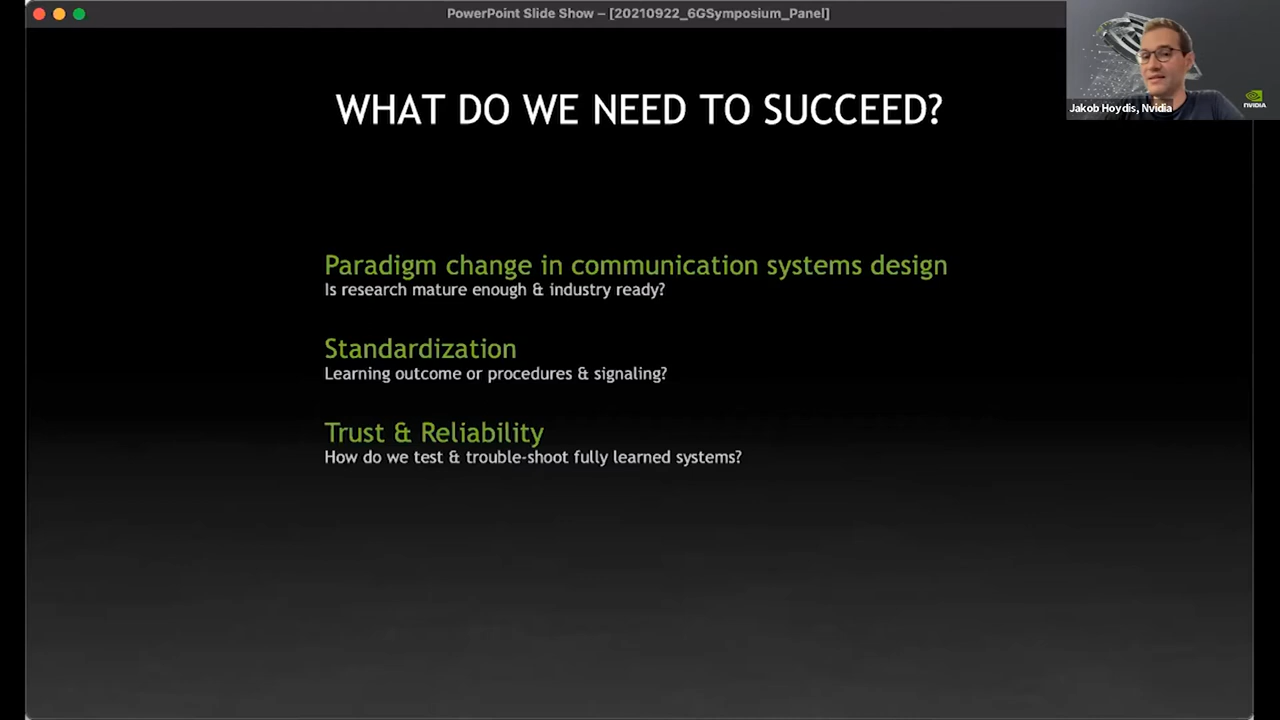 PowerPoint Slide Show – [20210922_6GSymposium_Panel]
WHAT DO WE NEED TO SUCCEED?
Jakob Hoydis, Nvidia
NVIDIA
Paradigm change in communication systems design
Is research mature enough & industry ready?
Standardization
Learning outcome or procedures & signaling?
Trust & Reliability
How do we test & trouble-shoot fully learned systems?